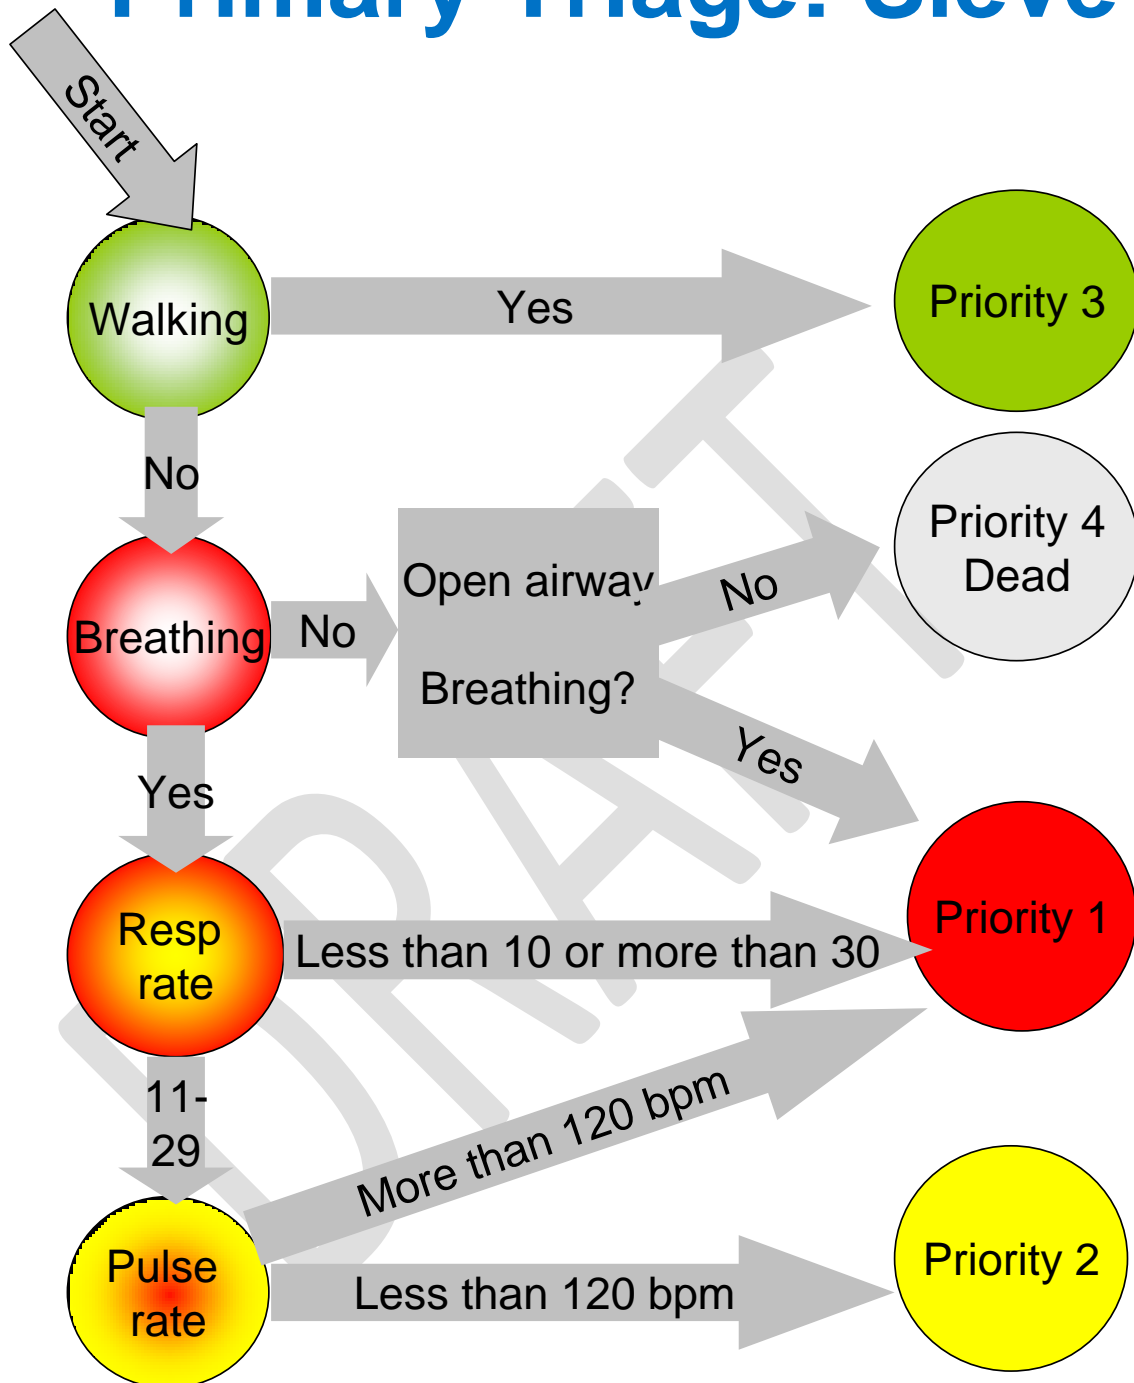 Primary Triage: Sieve
Start
Walking
Yes
Priority 3
No
Priority 4
Dead
Open airway
Breathing?
No
Breathing
No
Yes
Yes
Resp
rate
Less than 10 or more than 30
Priority 1
11-
29
More than 120 bpm
Pulse
rate
Less than 120 bpm
Priority 2
DRAFT